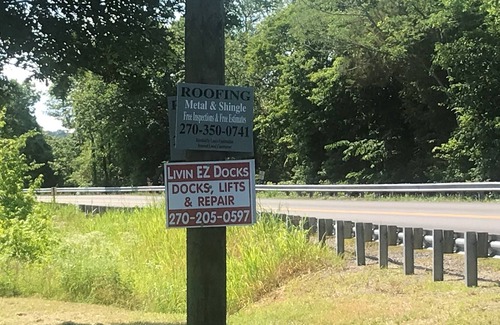 ROOFING
Metal & Shingle
Free Inspections & Free Estimates
270-350-0741
LIVIN EZ DOCKS
DOCKS, LIFTS
& REPAIR
270-205-0597